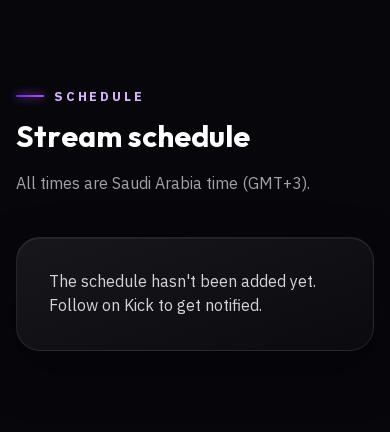 SCHEDULE
Stream schedule
All times are Saudi Arabia time (GMT+3).
The schedule hasn't been added yet.
Follow on Kick to get notified.